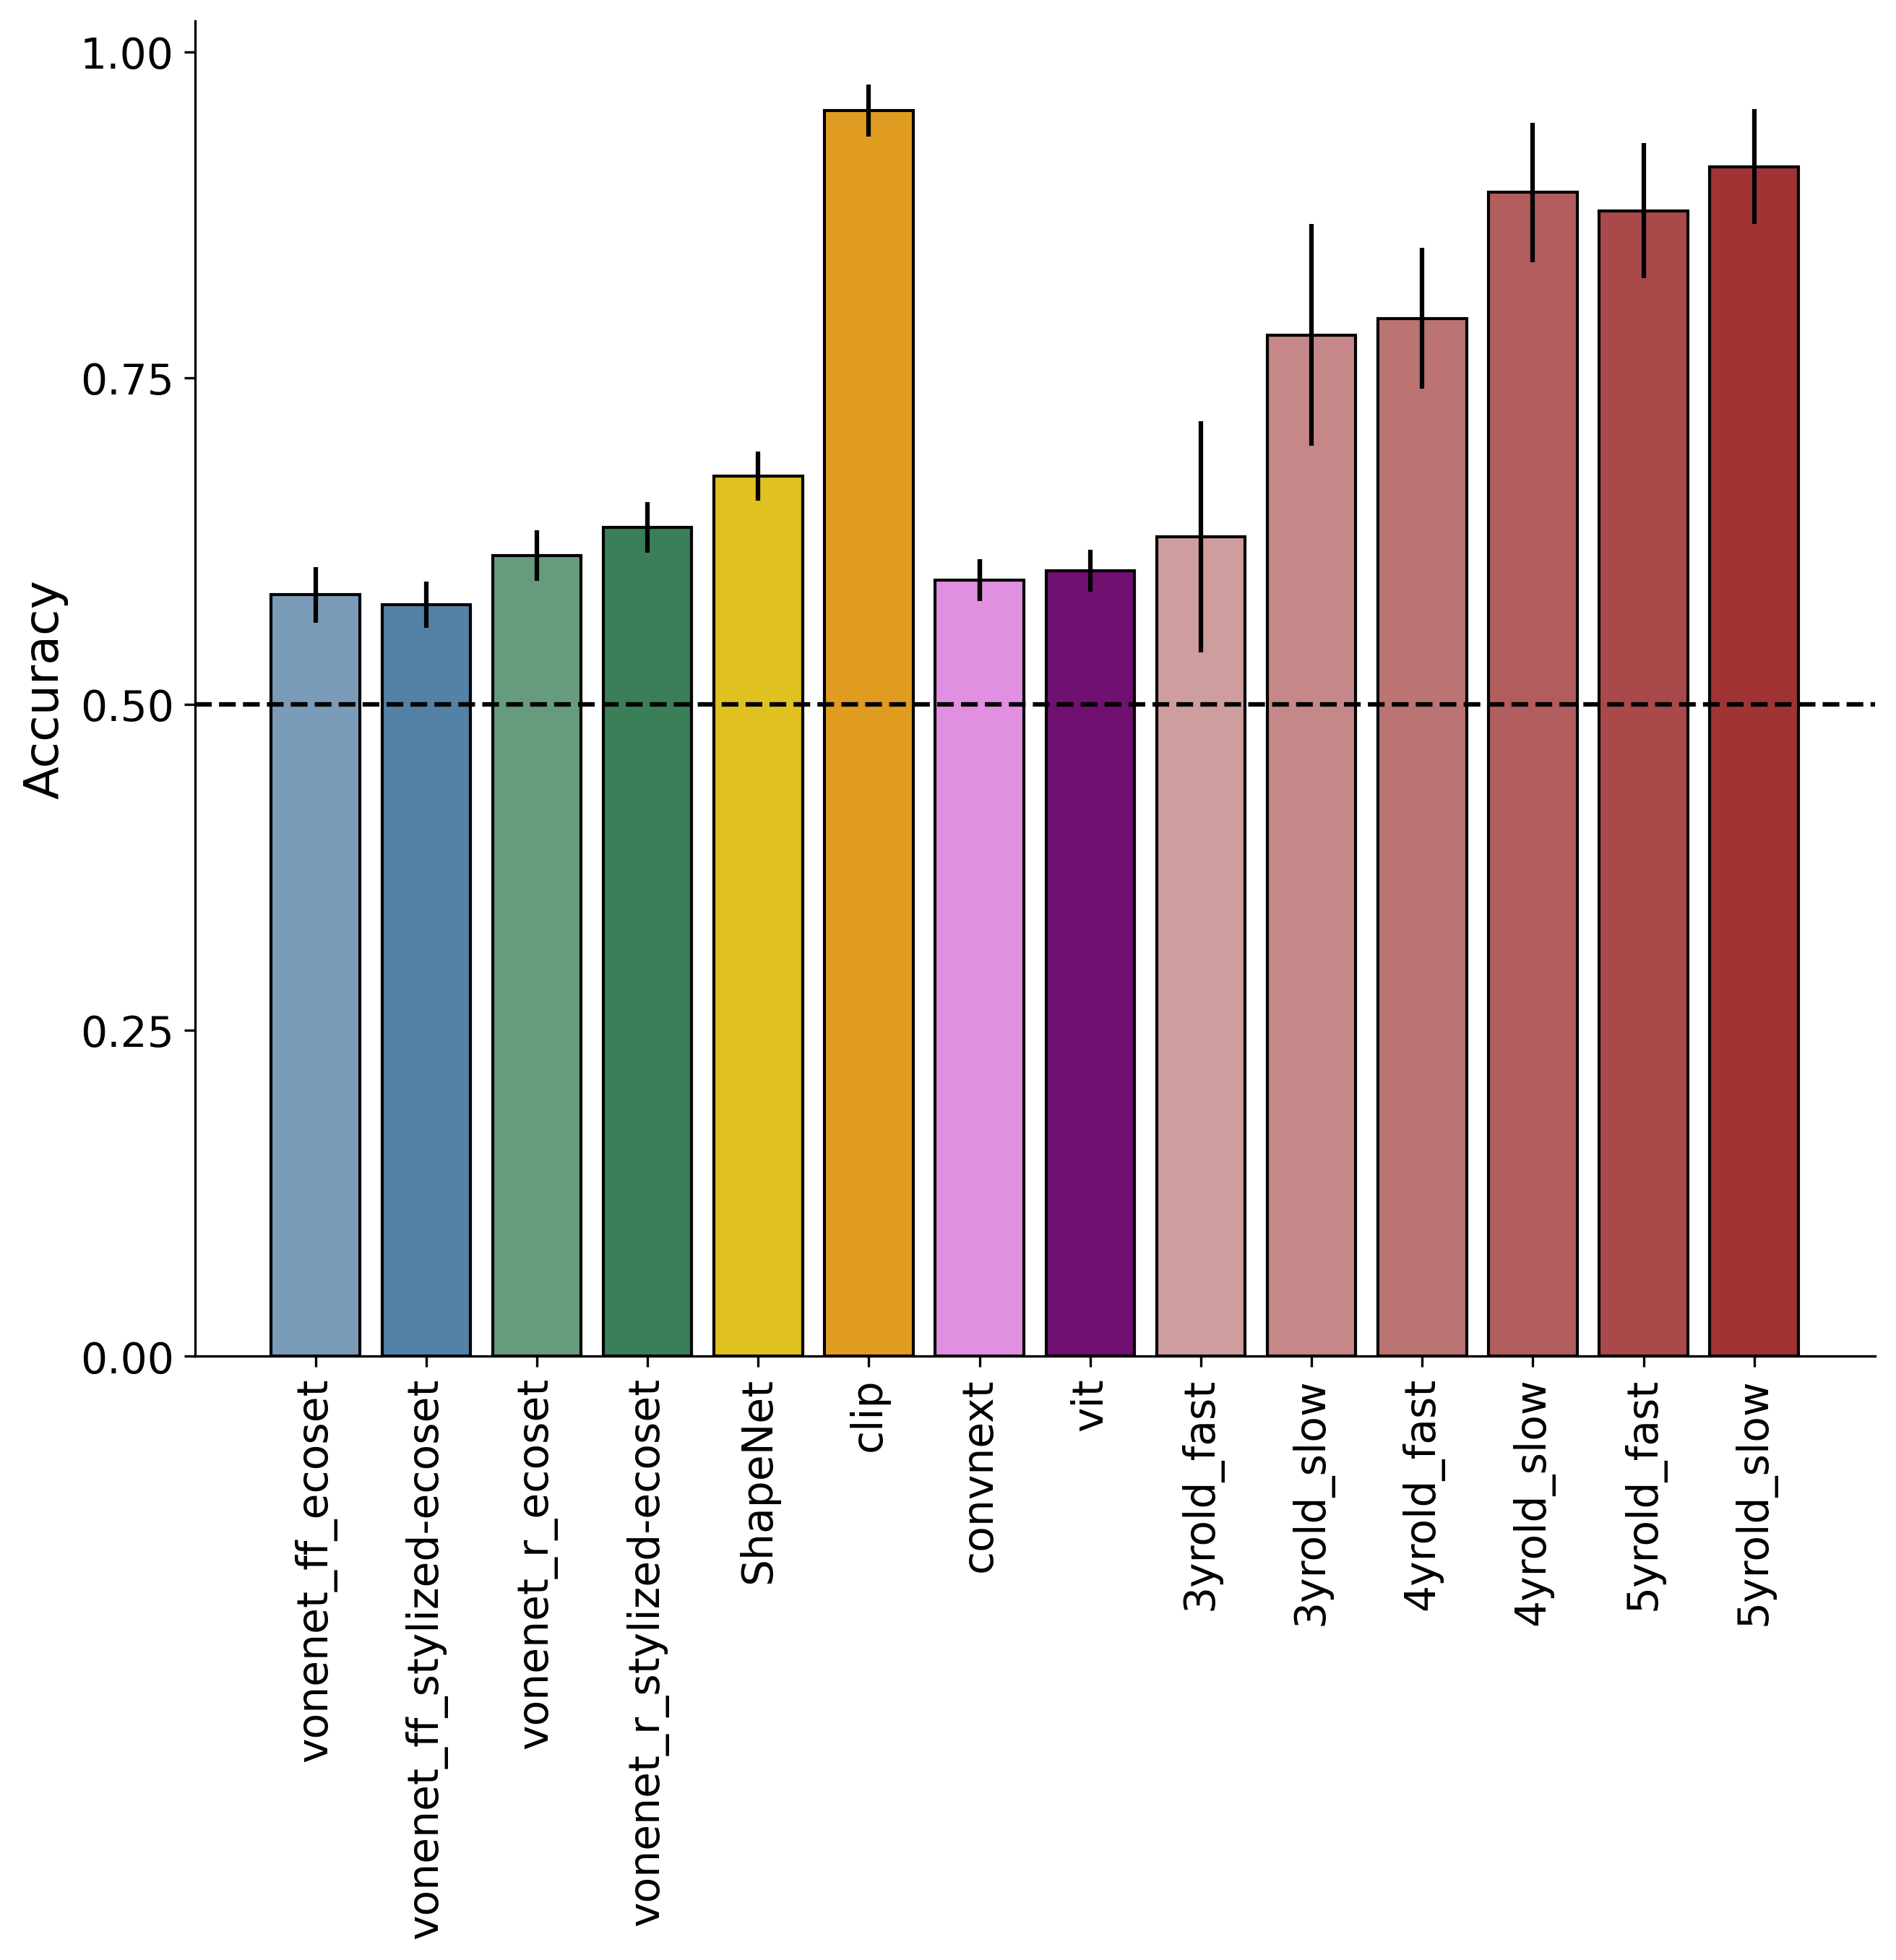 Accuracy
1.00
0.75
0.50
0.25
0.00
vonenet_ff_ecoset
vonenet_ff_stylized-ecoset
vonenet_r_ecoset
vonenet_r_stylized-ecoset
ShapeNet
clip
convnext
vit
3yrold_fast
3yrold_slow
4yrold_fast
4yrold_slow
5yrold_fast
5yrold_slow